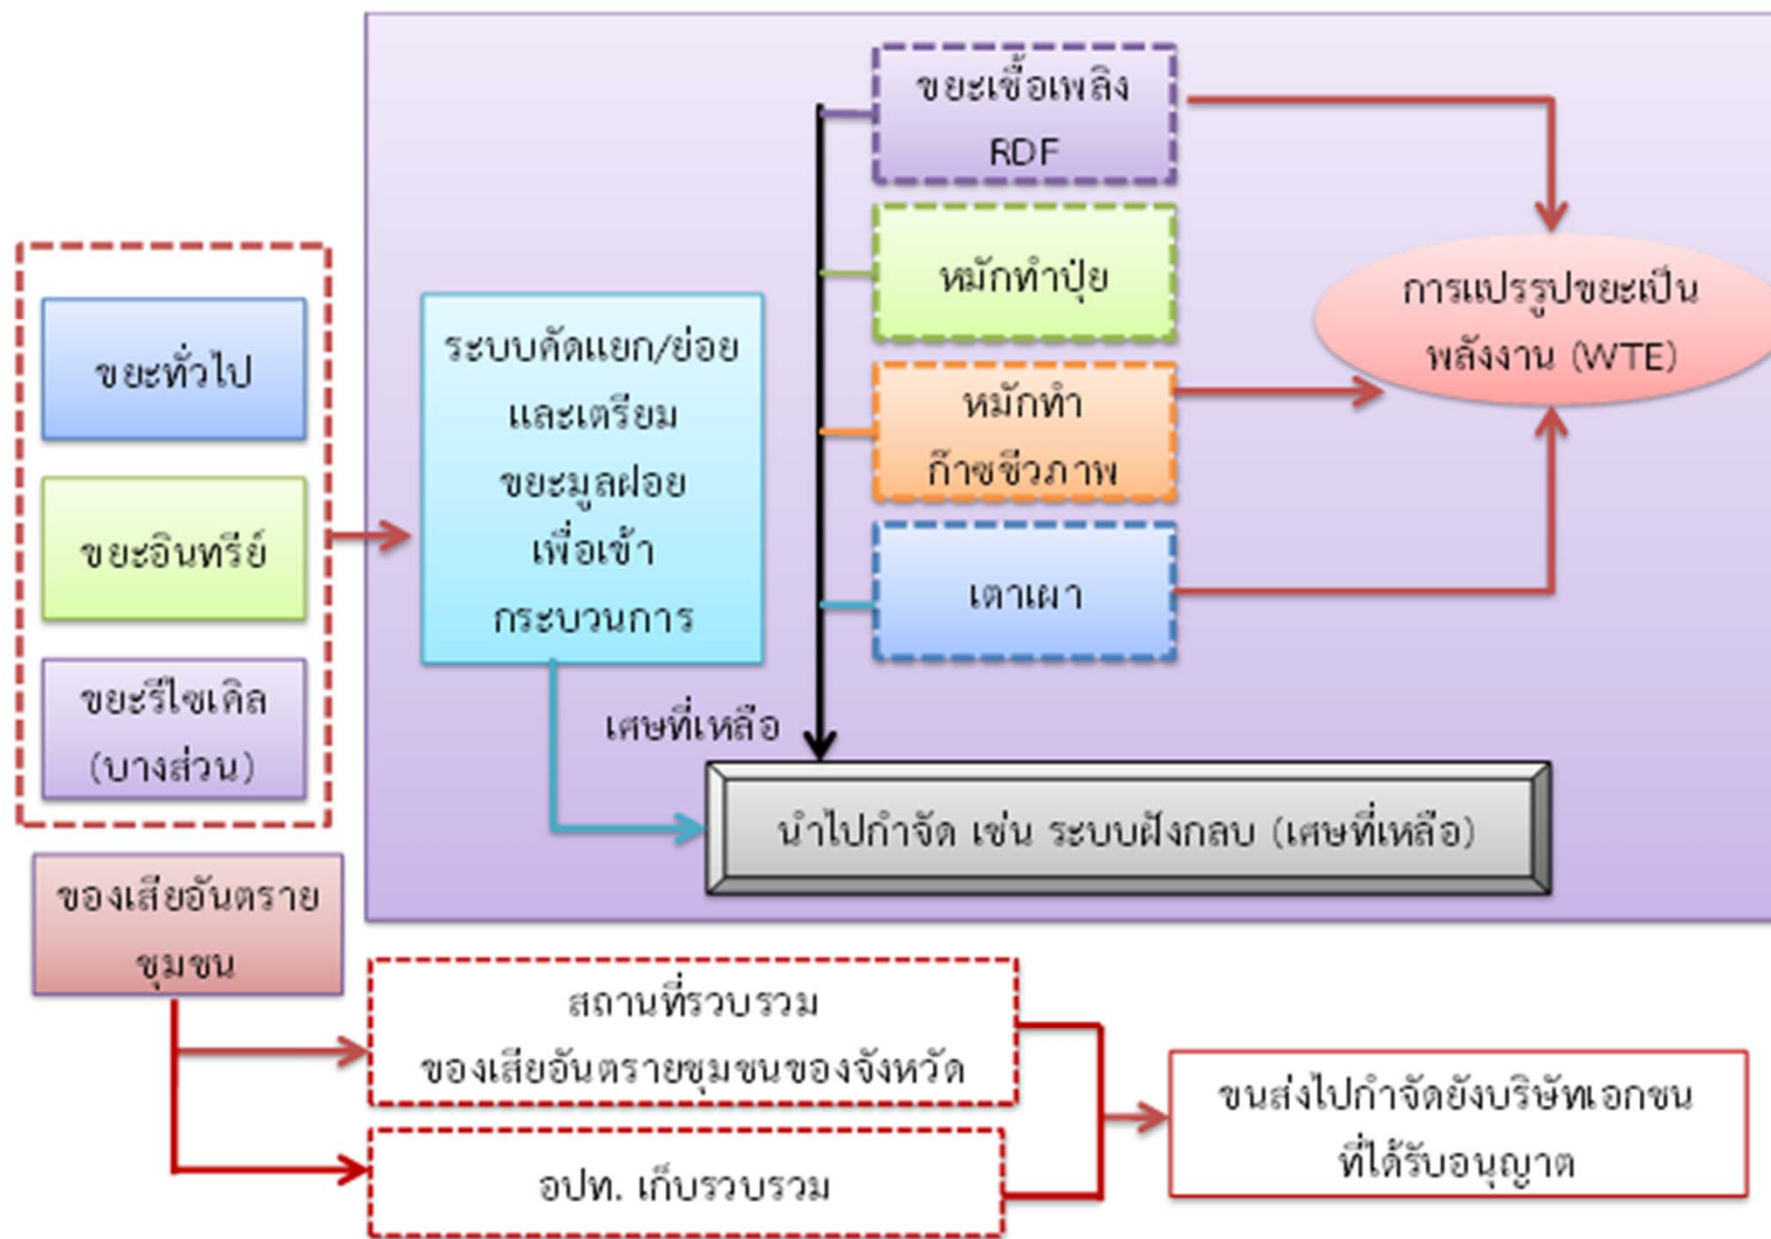 ขยะเชื้อเพลิง
RDF
หมักทำปุ๋ย
หมักทำ
ก๊าซชีวภาพ
เตาเผา
การแปรรูปขยะเป็น
พลังงาน (WTE)
ขยะทั่วไป
ขยะอินทรีย์
ขยะรีไซเคิล
(บางส่วน)
ระบบคัดแยก/ย่อย
และเตรียม
ขยะมูลฝอย
เพื่อเข้า
กระบวนการ
เศษที่เหลือ
นำไปกำจัด เช่น ระบบฝังกลบ (เศษที่เหลือ)
ของเสียอันตราย
ชุมชน
สถานที่รวบรวม
ของเสียอันตรายชุมชนของจังหวัด
อปท. เก็บรวบรวม
ขนส่งไปกำจัดยังบริษัทเอกชน
ที่ได้รับอนุญาต